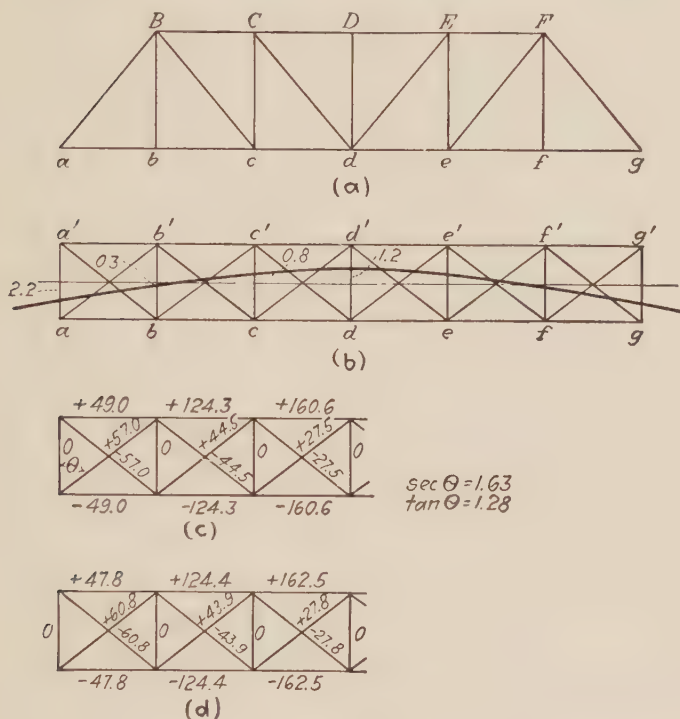 B C D E F
a b c d e f g
(a)
a' b' c' d' e' f' g'
0.3 0.8 1.2
2.2
a b c d e f g
(b)
+49.0 +124.3 +160.6
0 +57.0 0 +44.5 0 +27.5 0
θ -57.0 -44.5 -27.5
sec θ=1.63
tan θ=1.28
-49.0 -124.3 -160.6
(c)
+47.8 +124.4 +162.5
0 +60.8 0 +43.9 0 +27.8 0
-60.8 -43.9 -27.8
-47.8 -124.4 -162.5
(d)